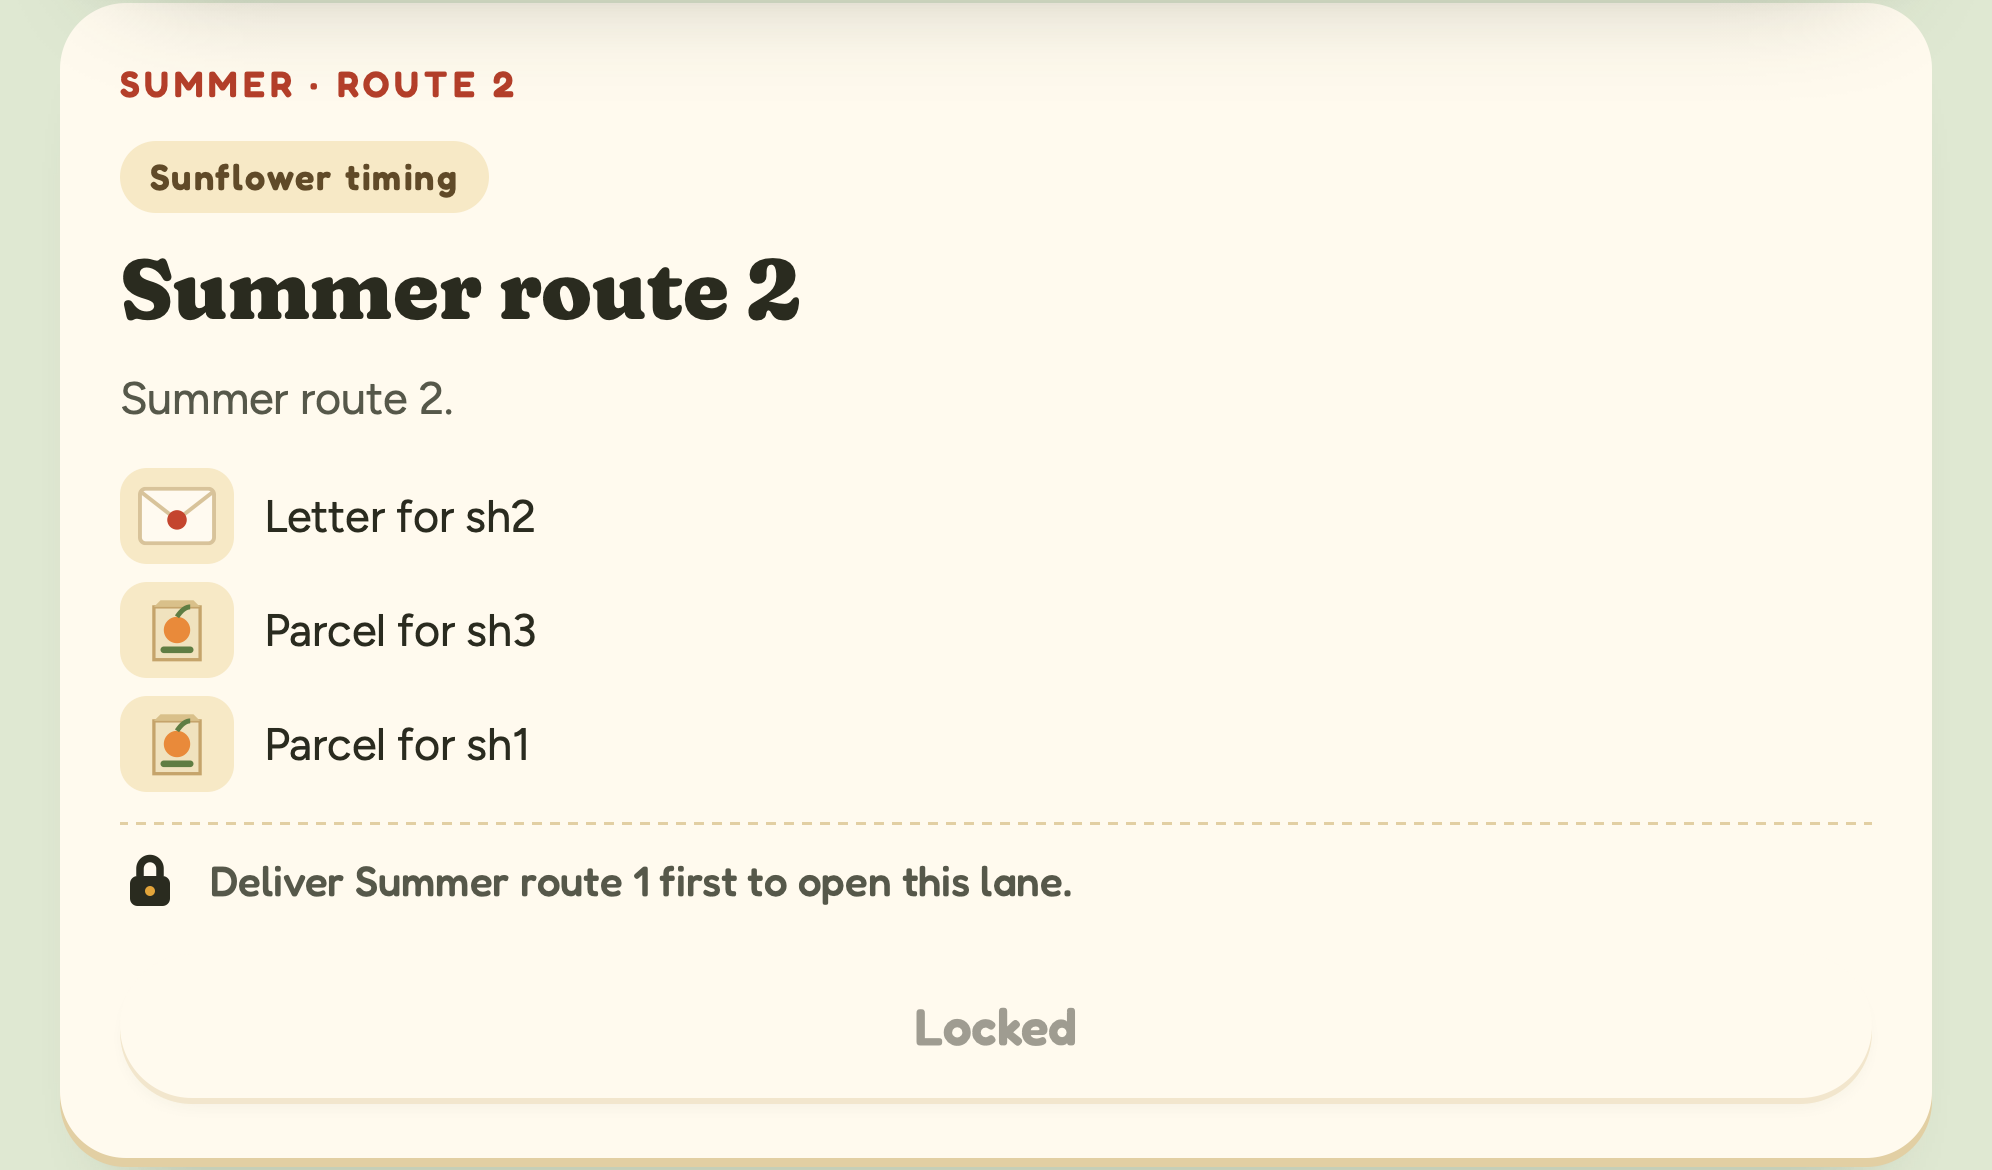 SUMMER · ROUTE 2
Sunflower timing
Summer route 2
Summer route 2.
Letter for sh2
Parcel for sh3
Parcel for sh1
Deliver Summer route 1 first to open this lane.
Locked